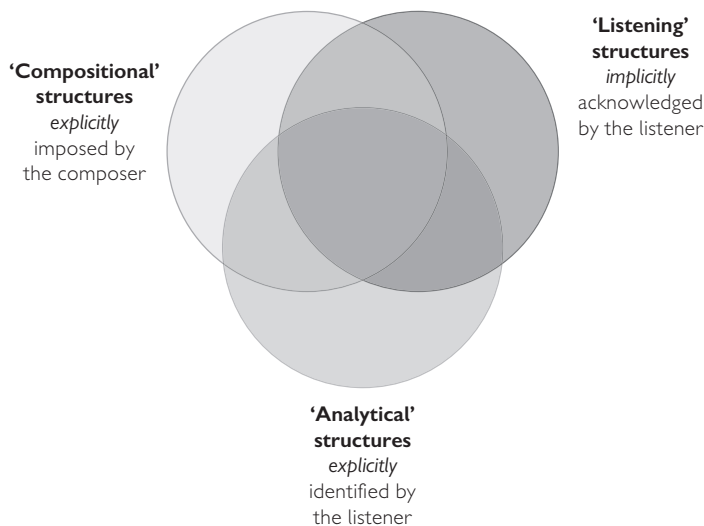 ‘Compositional’
structures
explicitly
imposed by
the composer
‘Listening’
structures
implicitly
acknowledged
by the listener
‘Analytical’
structures
explicitly
identified by
the listener